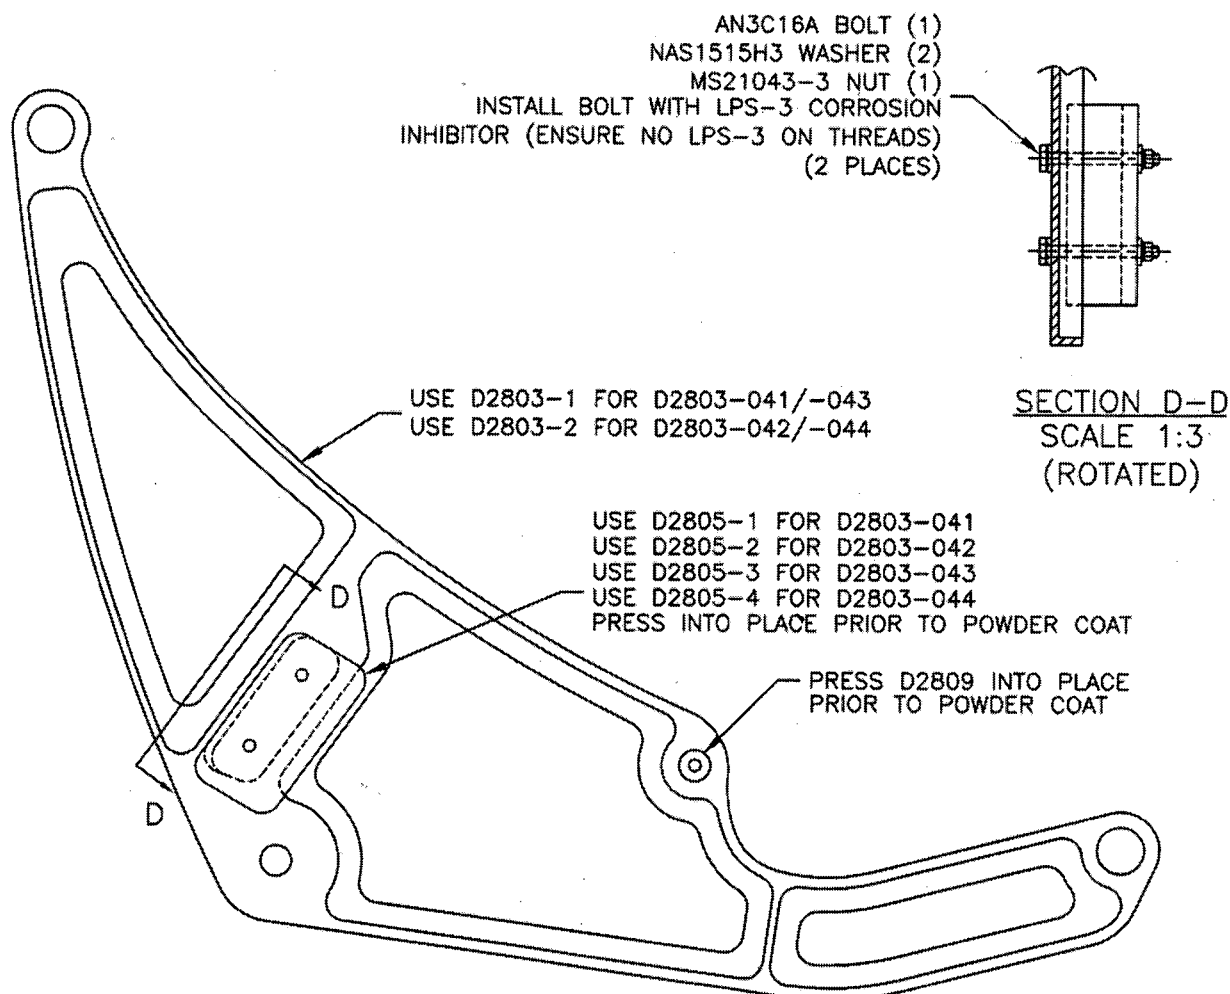 AN3C16A BOLT (1)
NAS1515H3 WASHER (2)
MS21043-3 NUT (1)
INSTALL BOLT WITH LPS-3 CORROSION
INHIBITOR (ENSURE NO LPS-3 ON THREADS)
(2 PLACES)
SECTION D-D
SCALE 1:3
(ROTATED)
USE D2803-1 FOR D2803-041/-043
USE D2803-2 FOR D2803-042/-044
USE D2805-1 FOR D2803-041
USE D2805-2 FOR D2803-042
USE D2805-3 FOR D2803-043
USE D2805-4 FOR D2803-044
PRESS INTO PLACE PRIOR TO POWDER COAT
D
PRESS D2809 INTO PLACE
PRIOR TO POWDER COAT
D